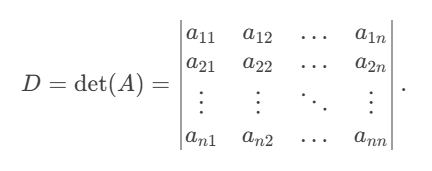 D = det(A) = | a₁₁ a₁₂ … a₁ₙ |
| a₂₁ a₂₂ … a₂ₙ |
| ⋮ ⋮ ⋱ ⋮ |
| aₙ₁ aₙ₂ … aₙₙ | .